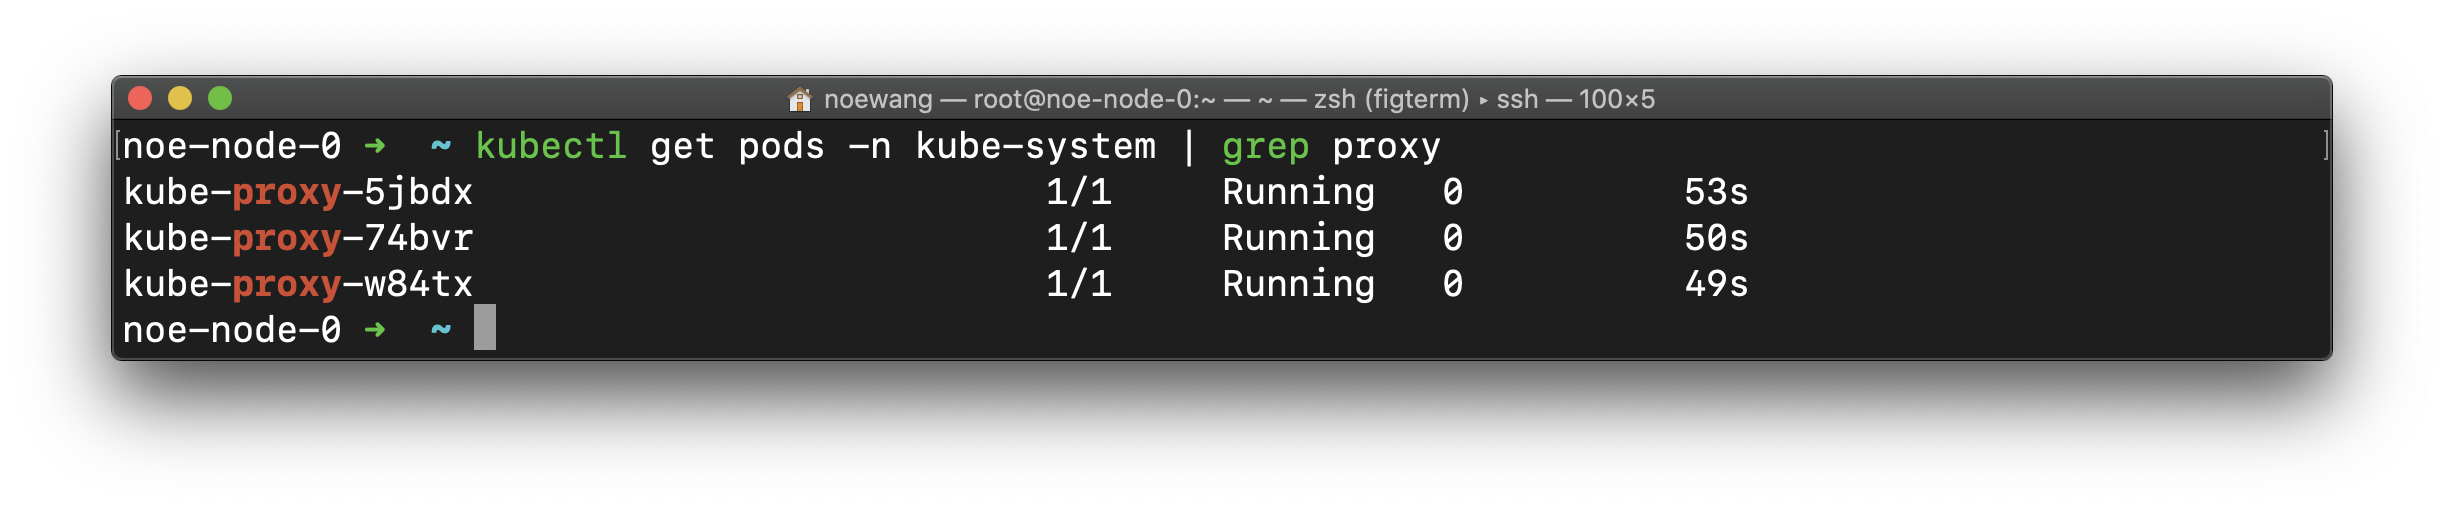 noewang — root@noe-node-0:~ — ~ — zsh (figterm) ▸ ssh — 100×5
[noe-node-0 ➜  ~ kubectl get pods -n kube-system | grep proxy ]
kube-proxy-5jbdx 1/1 Running 0 53s
kube-proxy-74bvr 1/1 Running 0 50s
kube-proxy-w84tx 1/1 Running 0 49s
noe-node-0 ➜  ~